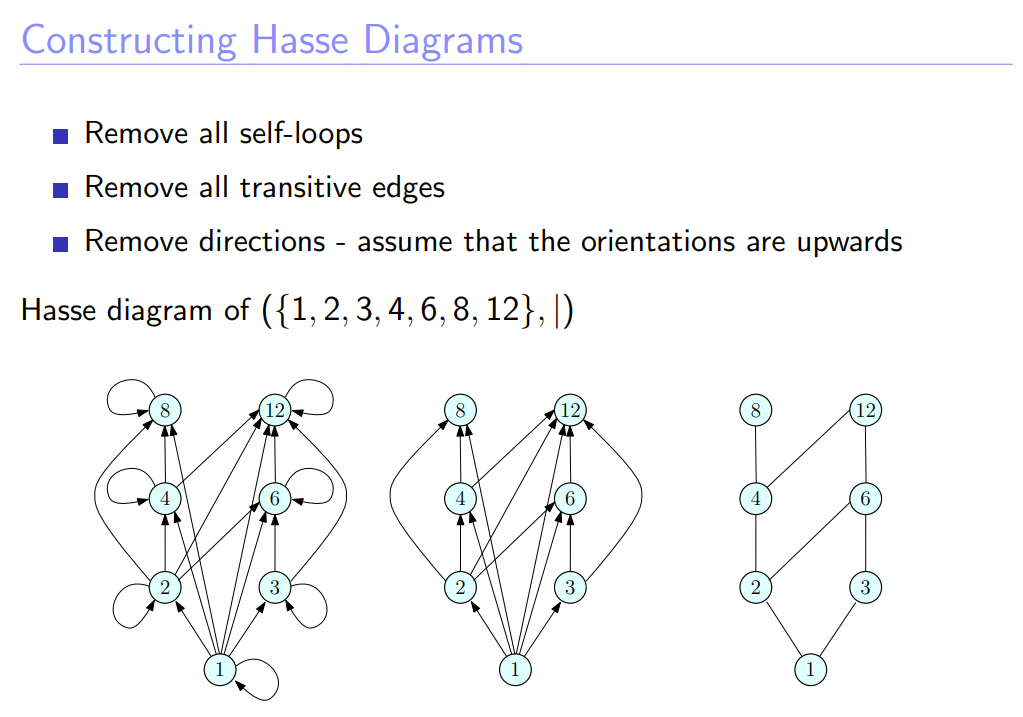 Constructing Hasse Diagrams
Remove all self-loops
Remove all transitive edges
Remove directions - assume that the orientations are upwards
Hasse diagram of ({1, 2, 3, 4, 6, 8, 12}, |)
8 12 8 12 8 12
4 6 4 6 4 6
2 3 2 3 2 3
1 1 1